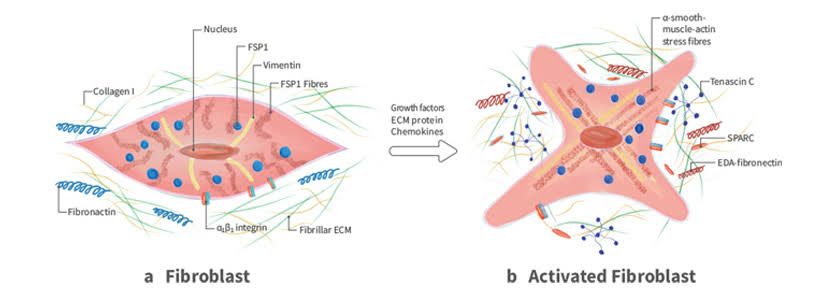 Nucleus
FSP1
Vimentin
FSP1 Fibres
Collagen I
Fibronactin
α₁β₁ integrin
Fibrillar ECM
a Fibroblast
Growth factors
ECM protein
Chemokines
α-smooth-
muscle-actin
stress fibres
Tenascin C
SPARC
EDA-fibronectin
b Activated Fibroblast